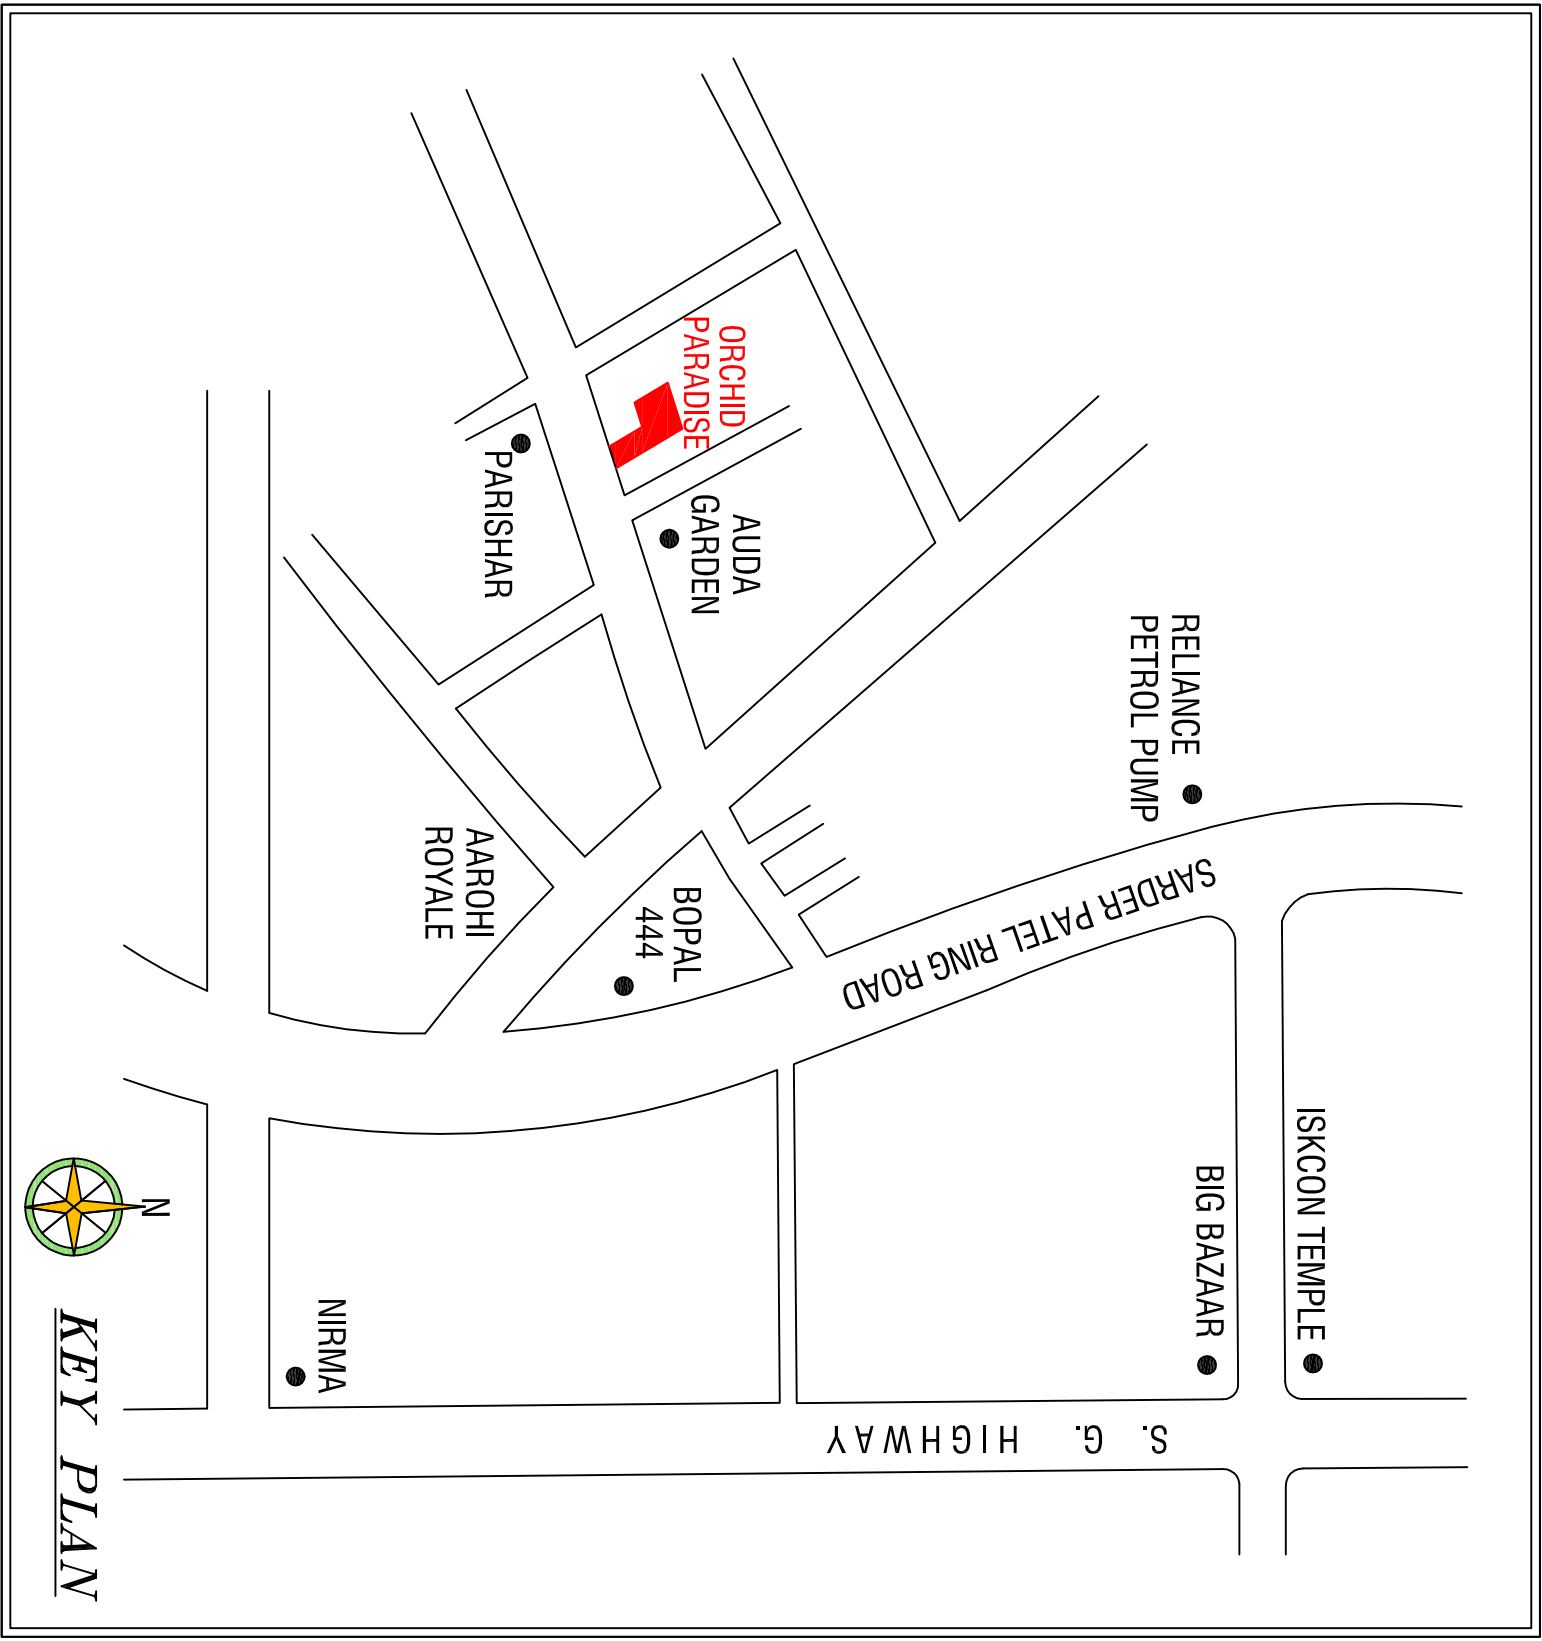 ORCHID
PARADISE
PARISHAR
AUDA
GARDEN
RELIANCE
PETROL PUMP
AAROHI
ROYALE
BOPAL
444
SARDER PATEL RING ROAD
ISKCON TEMPLE
BIG BAZAAR
NIRMA
S. G. HIGHWAY
N
KEY PLAN